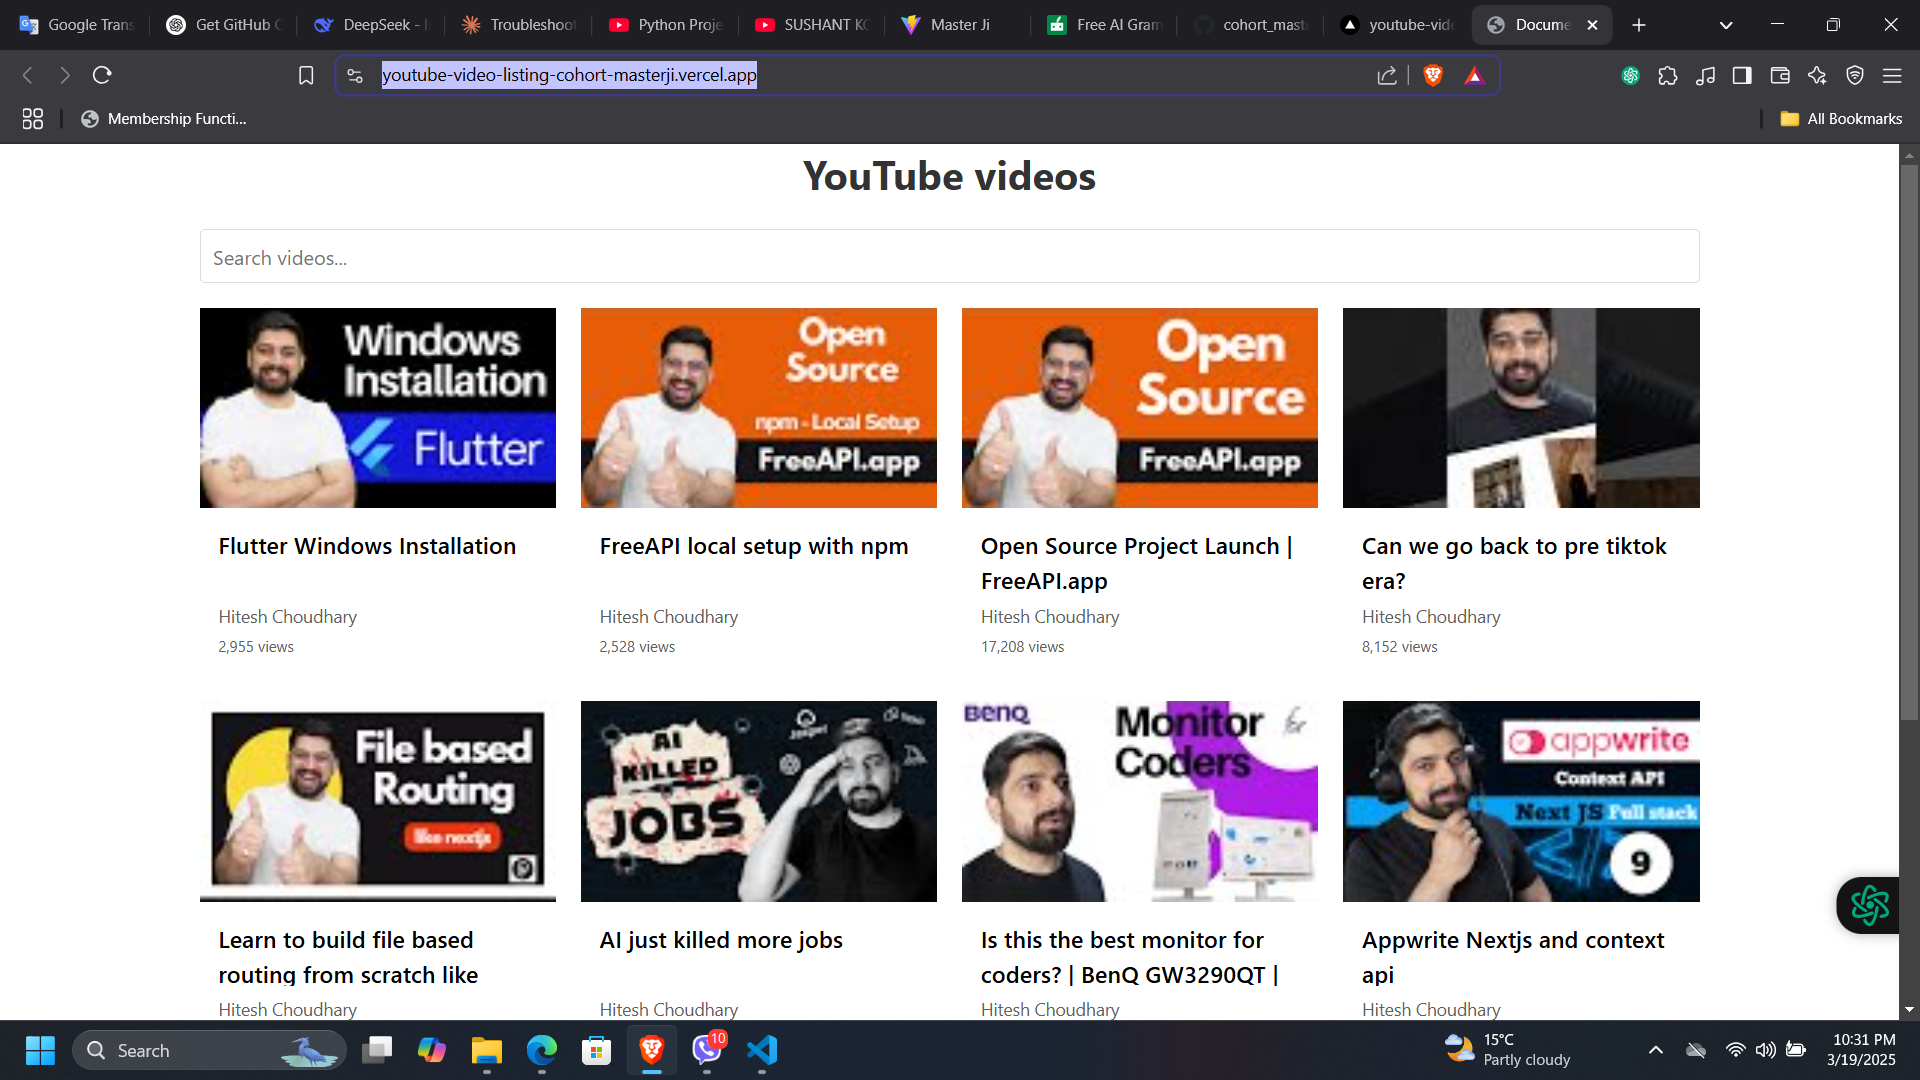 Google Trans
Get GitHub C
DeepSeek - I
Troubleshoot
Python Proje
SUSHANT KC
Master Ji
Free AI Gram
cohort_maste
youtube-vide
Docume
youtube-video-listing-cohort-masterji.vercel.app
Membership Functi...
All Bookmarks
YouTube videos
Search videos...
Windows
Installation
Flutter
Open
Source
npm - Local Setup
FreeAPI.app
Open
Source
FreeAPI.app
Flutter Windows Installation
Hitesh Choudhary
2,955 views
FreeAPI local setup with npm
Hitesh Choudhary
2,528 views
Open Source Project Launch |
FreeAPI.app
Hitesh Choudhary
17,208 views
Can we go back to pre tiktok
era?
Hitesh Choudhary
8,152 views
File based
Routing
like nextjs
AI
KILLED
JOBS
BenQ
Monitor for
Coders
appwrite
Context API
Next JS Full stack
9
Learn to build file based
routing from scratch like
Hitesh Choudhary
AI just killed more jobs
Hitesh Choudhary
Is this the best monitor for
coders? | BenQ GW3290QT |
Hitesh Choudhary
Appwrite Nextjs and context
api
Hitesh Choudhary
Search
10
15°C
Partly cloudy
10:31 PM
3/19/2025